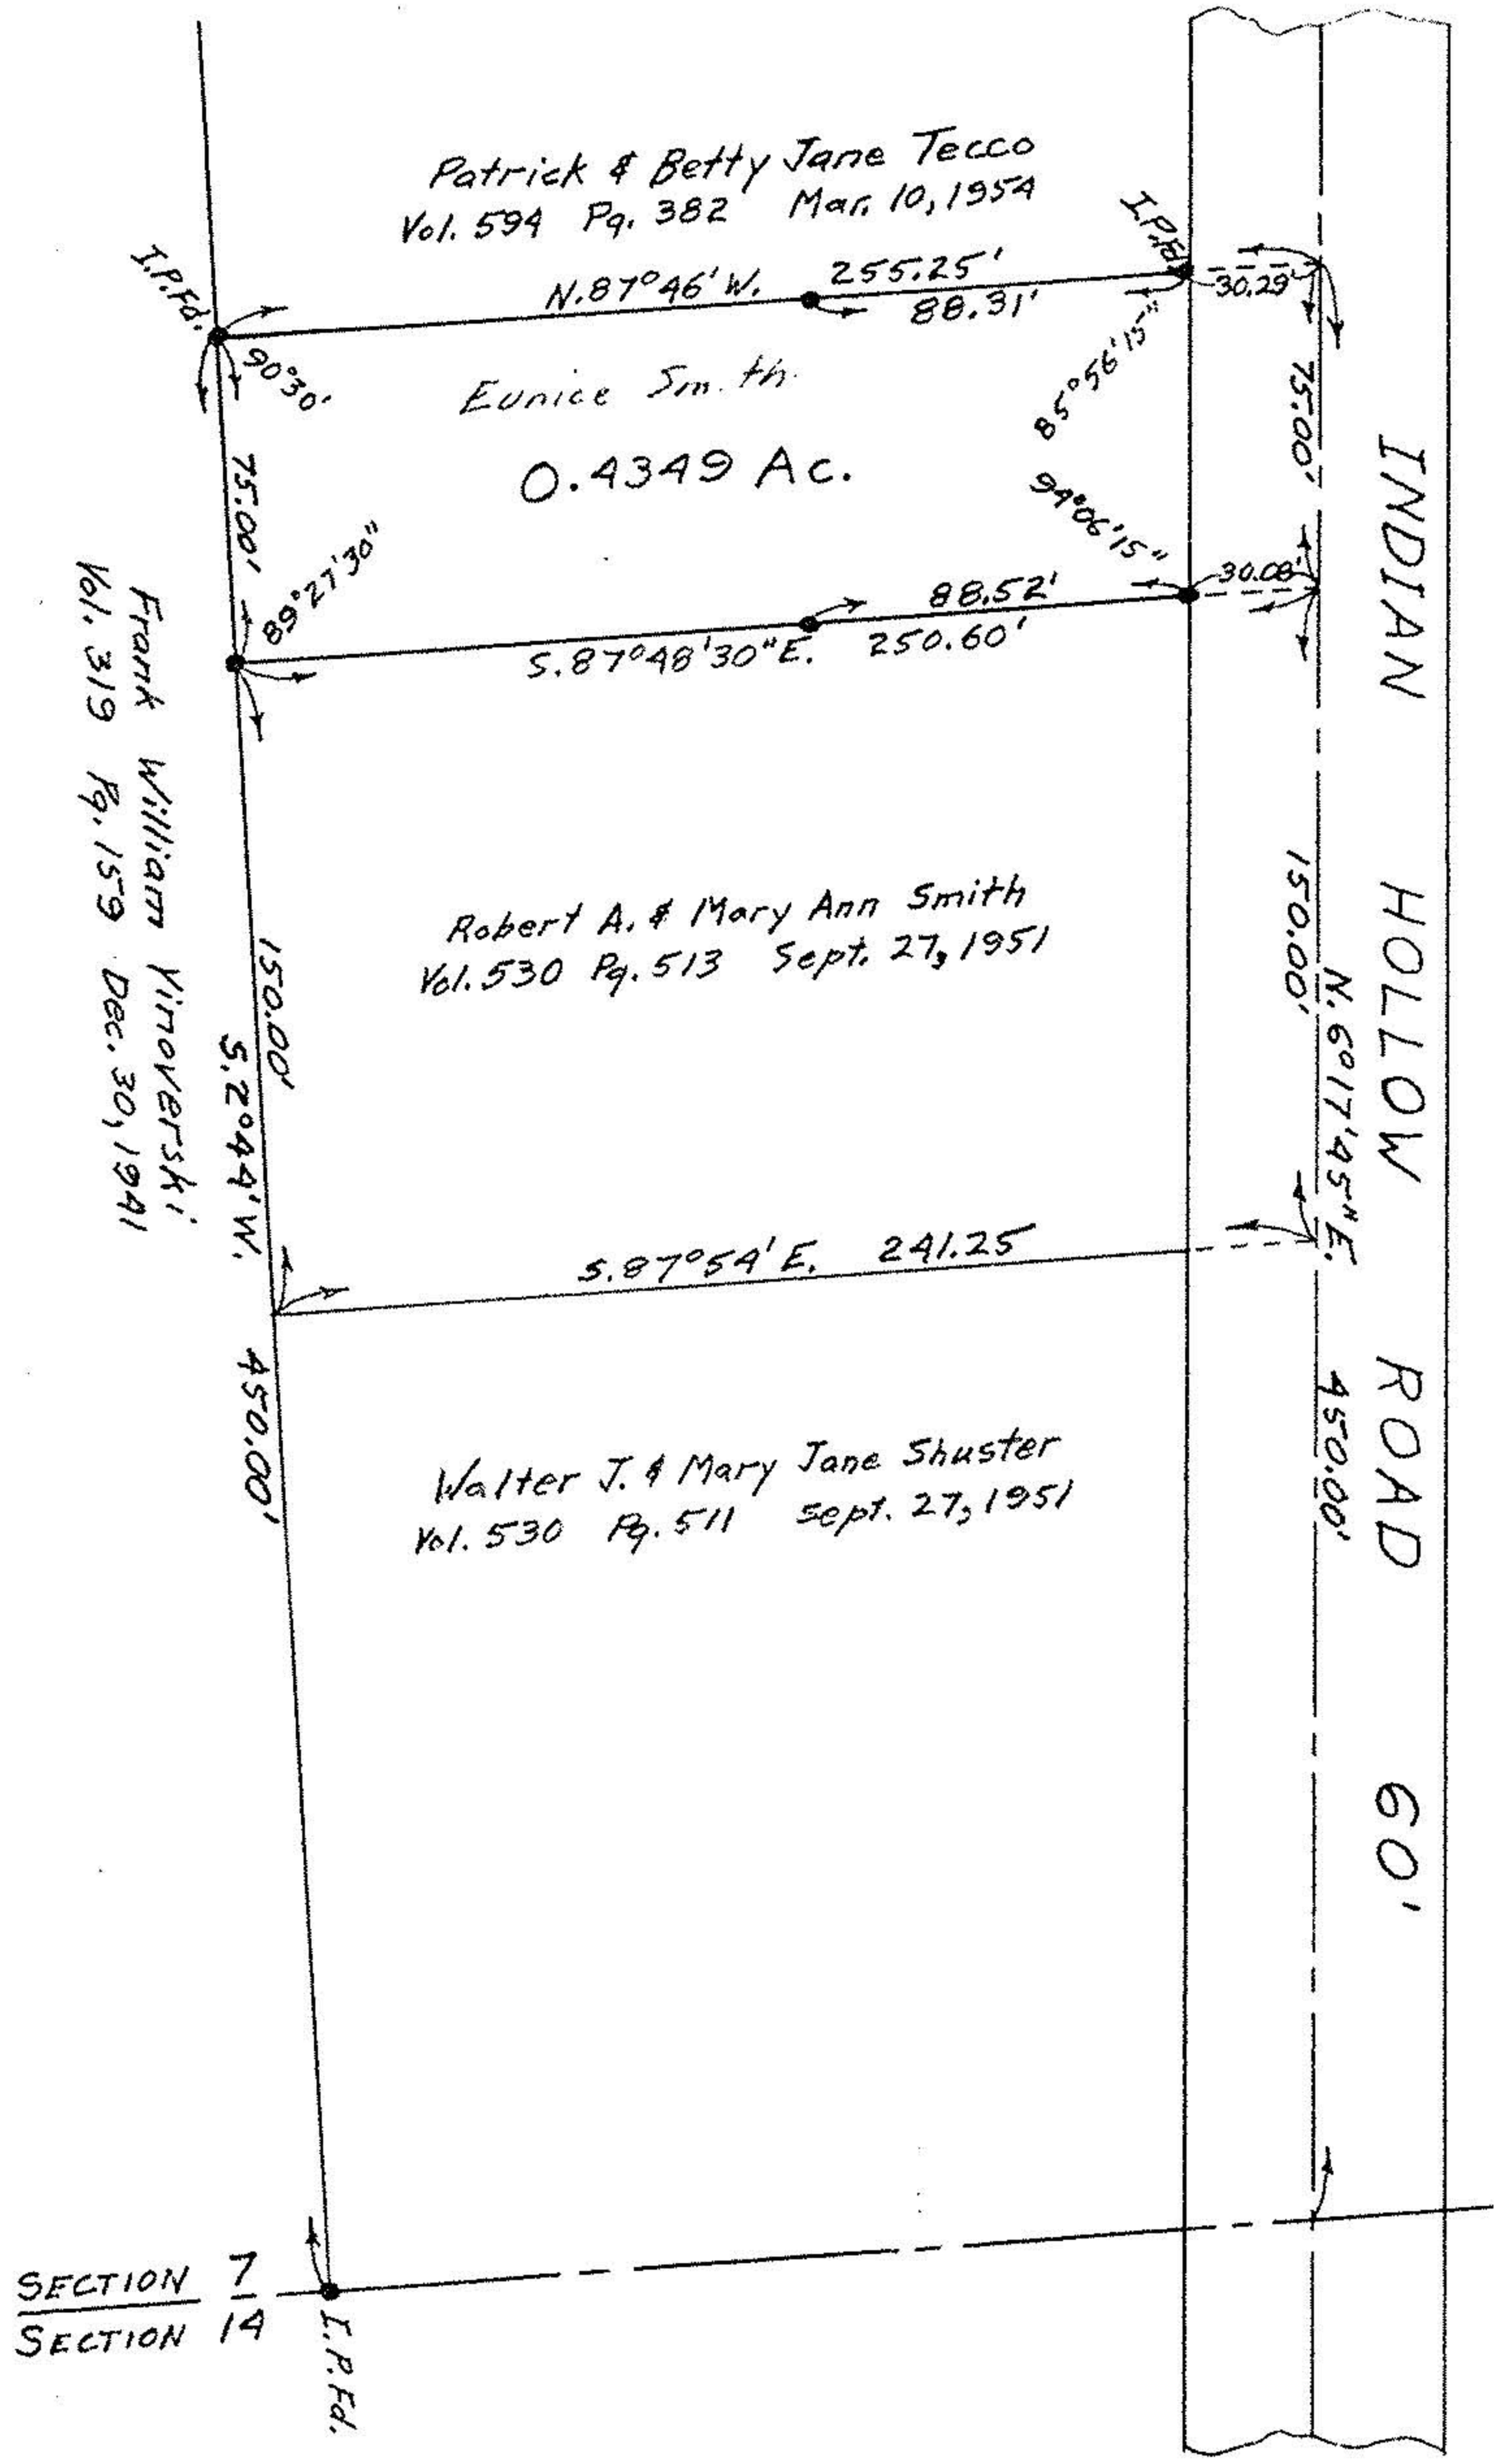 Patrick & Betty Jane Tecco
Vol. 594 Pg. 382 Mar. 10, 1954
I.P.Fd.
I.P.Fd.
N.87°46'W. 255.25'
88.31'
30.29'
90°30'
85°56'15"
Eunice Smith
0.4349 Ac.
75.00'
75.00'
89°27'30"
94°06'15"
88.52'
30.08'
S.87°48'30"E. 250.60'
Frank William Yinoverski
Vol. 319 Pg. 159 Dec. 30, 1941
Robert A. & Mary Ann Smith
Vol. 530 Pg. 513 Sept. 27, 1951
150.00'
S.2°44'W.
150.00'
N. 6°17'45"E.
INDIAN HOLLOW ROAD 60'
S.87°54'E. 241.25
450.00'
450.00'
Walter J. & Mary Jane Shuster
Vol. 530 Pg. 511 Sept. 27, 1951
SECTION 7
SECTION 14
I.P.Fd.